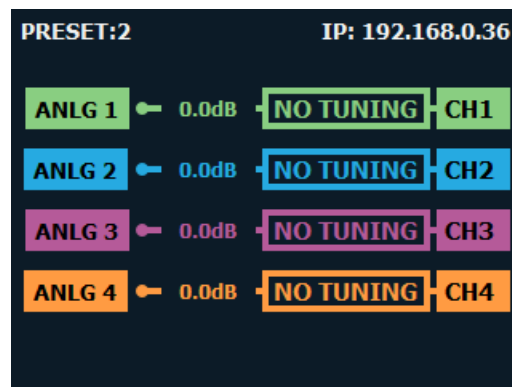 PRESET:2 IP: 192.168.0.36
ANLG 1 0.0dB NO TUNING CH1
ANLG 2 0.0dB NO TUNING CH2
ANLG 3 0.0dB NO TUNING CH3
ANLG 4 0.0dB NO TUNING CH4